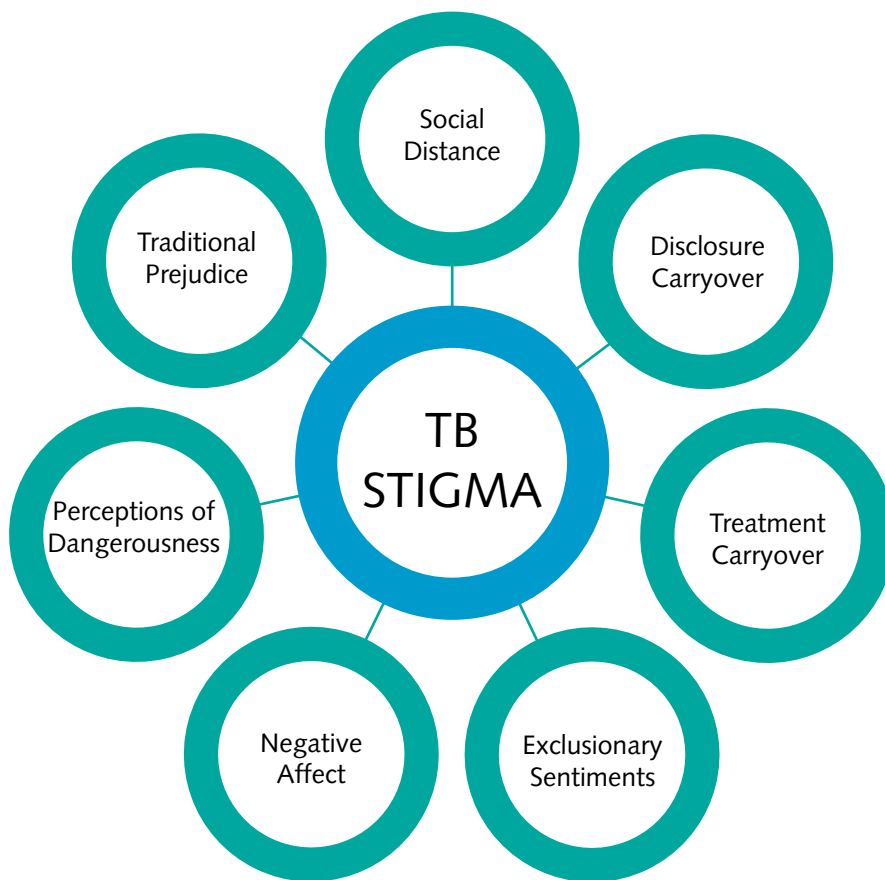 Social
Distance
Disclosure
Carryover
Treatment
Carryover
Exclusionary
Sentiments
Negative
Affect
Perceptions of
Dangerousness
Traditional
Prejudice
TB
STIGMA